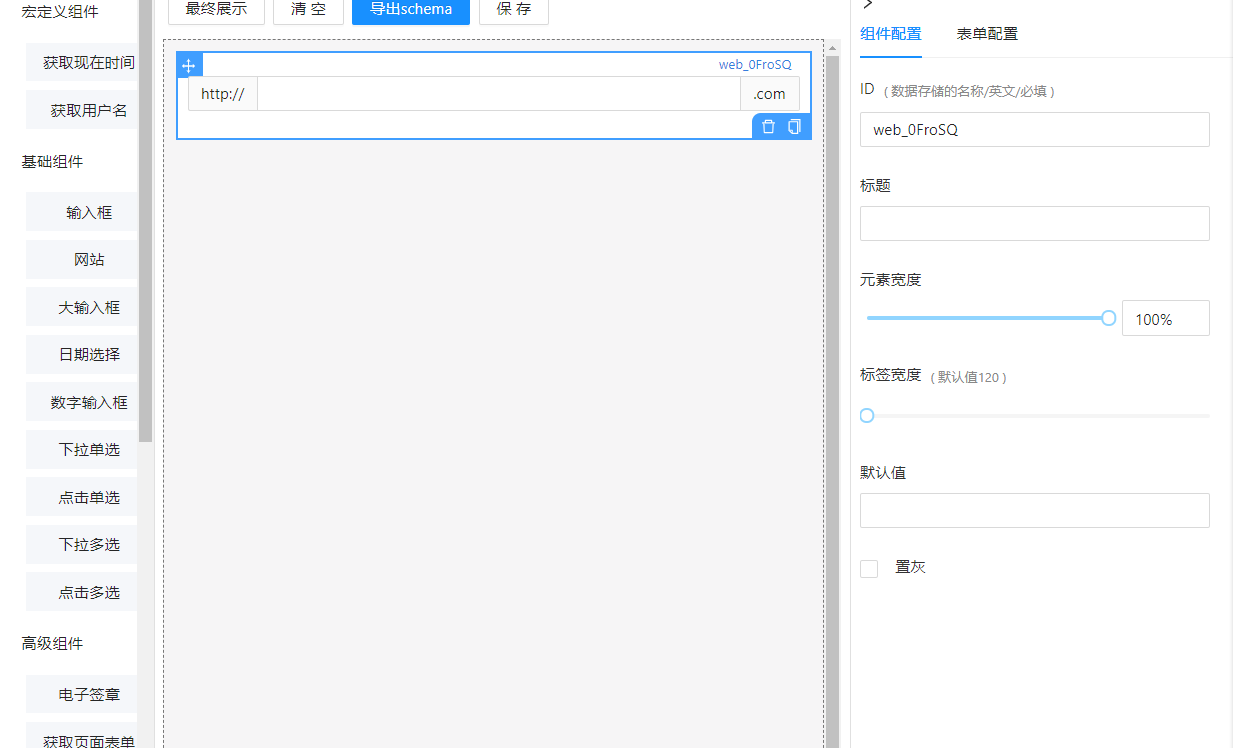 宏定义组件
获取现在时间
获取用户名
基础组件
输入框
网站
大输入框
日期选择
数字输入框
下拉单选
点击单选
下拉多选
点击多选
高级组件
电子签章
获取页面表单
最终展示 清 空 导出schema 保 存
web_0FroSQ
http:// .com
组件配置 表单配置
ID ( 数据存储的名称/英文/必填 )
web_0FroSQ
标题
元素宽度
100%
标签宽度 ( 默认值120 )
默认值
置灰